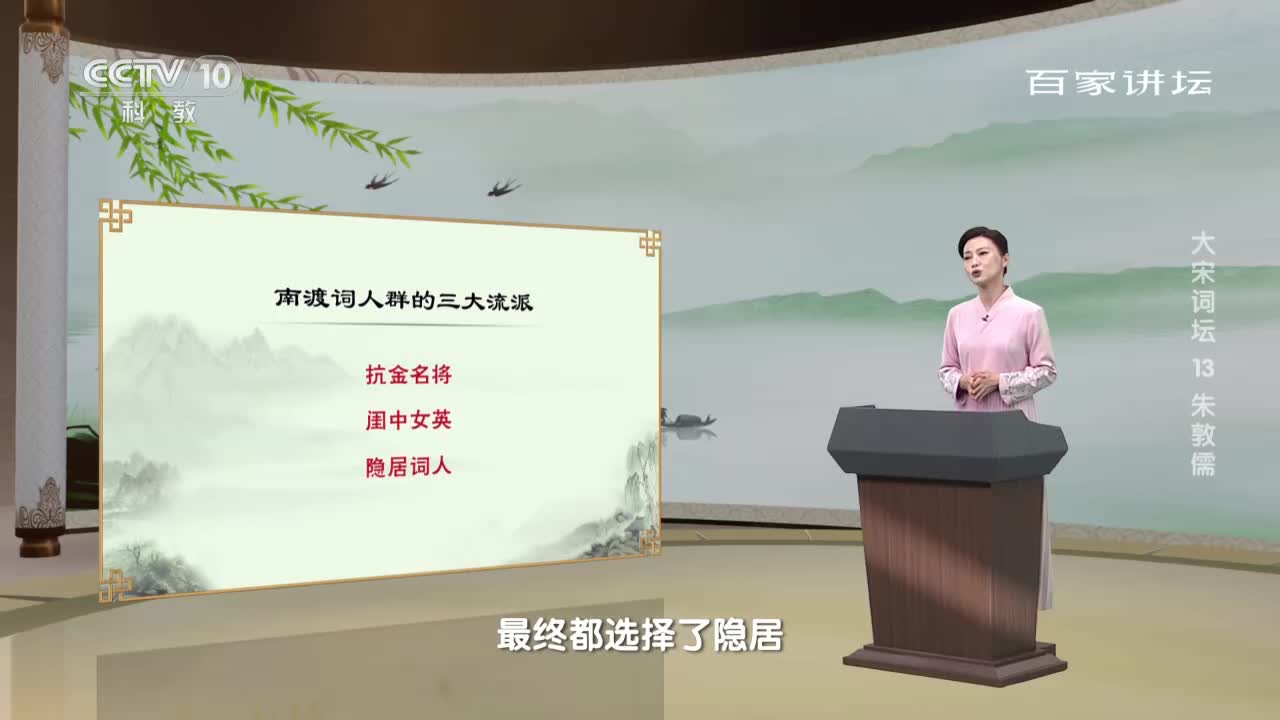 CCTV 10
科教
百家讲坛
南渡词人群的三大流派
抗金名将
闺中女英
隐居词人
大宋词坛 13 朱敦儒
最终都选择了隐居